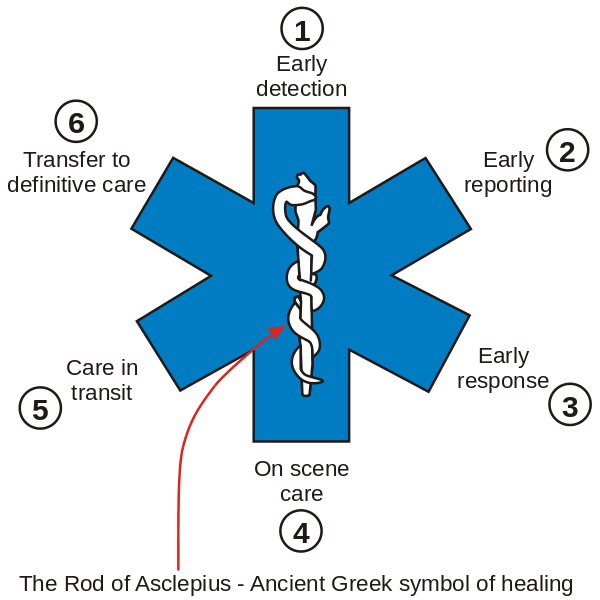 1
Early
detection
2
Early
reporting
3
Early
response
4
On scene
care
5
Care in
transit
6
Transfer to
definitive care
The Rod of Asclepius - Ancient Greek symbol of healing